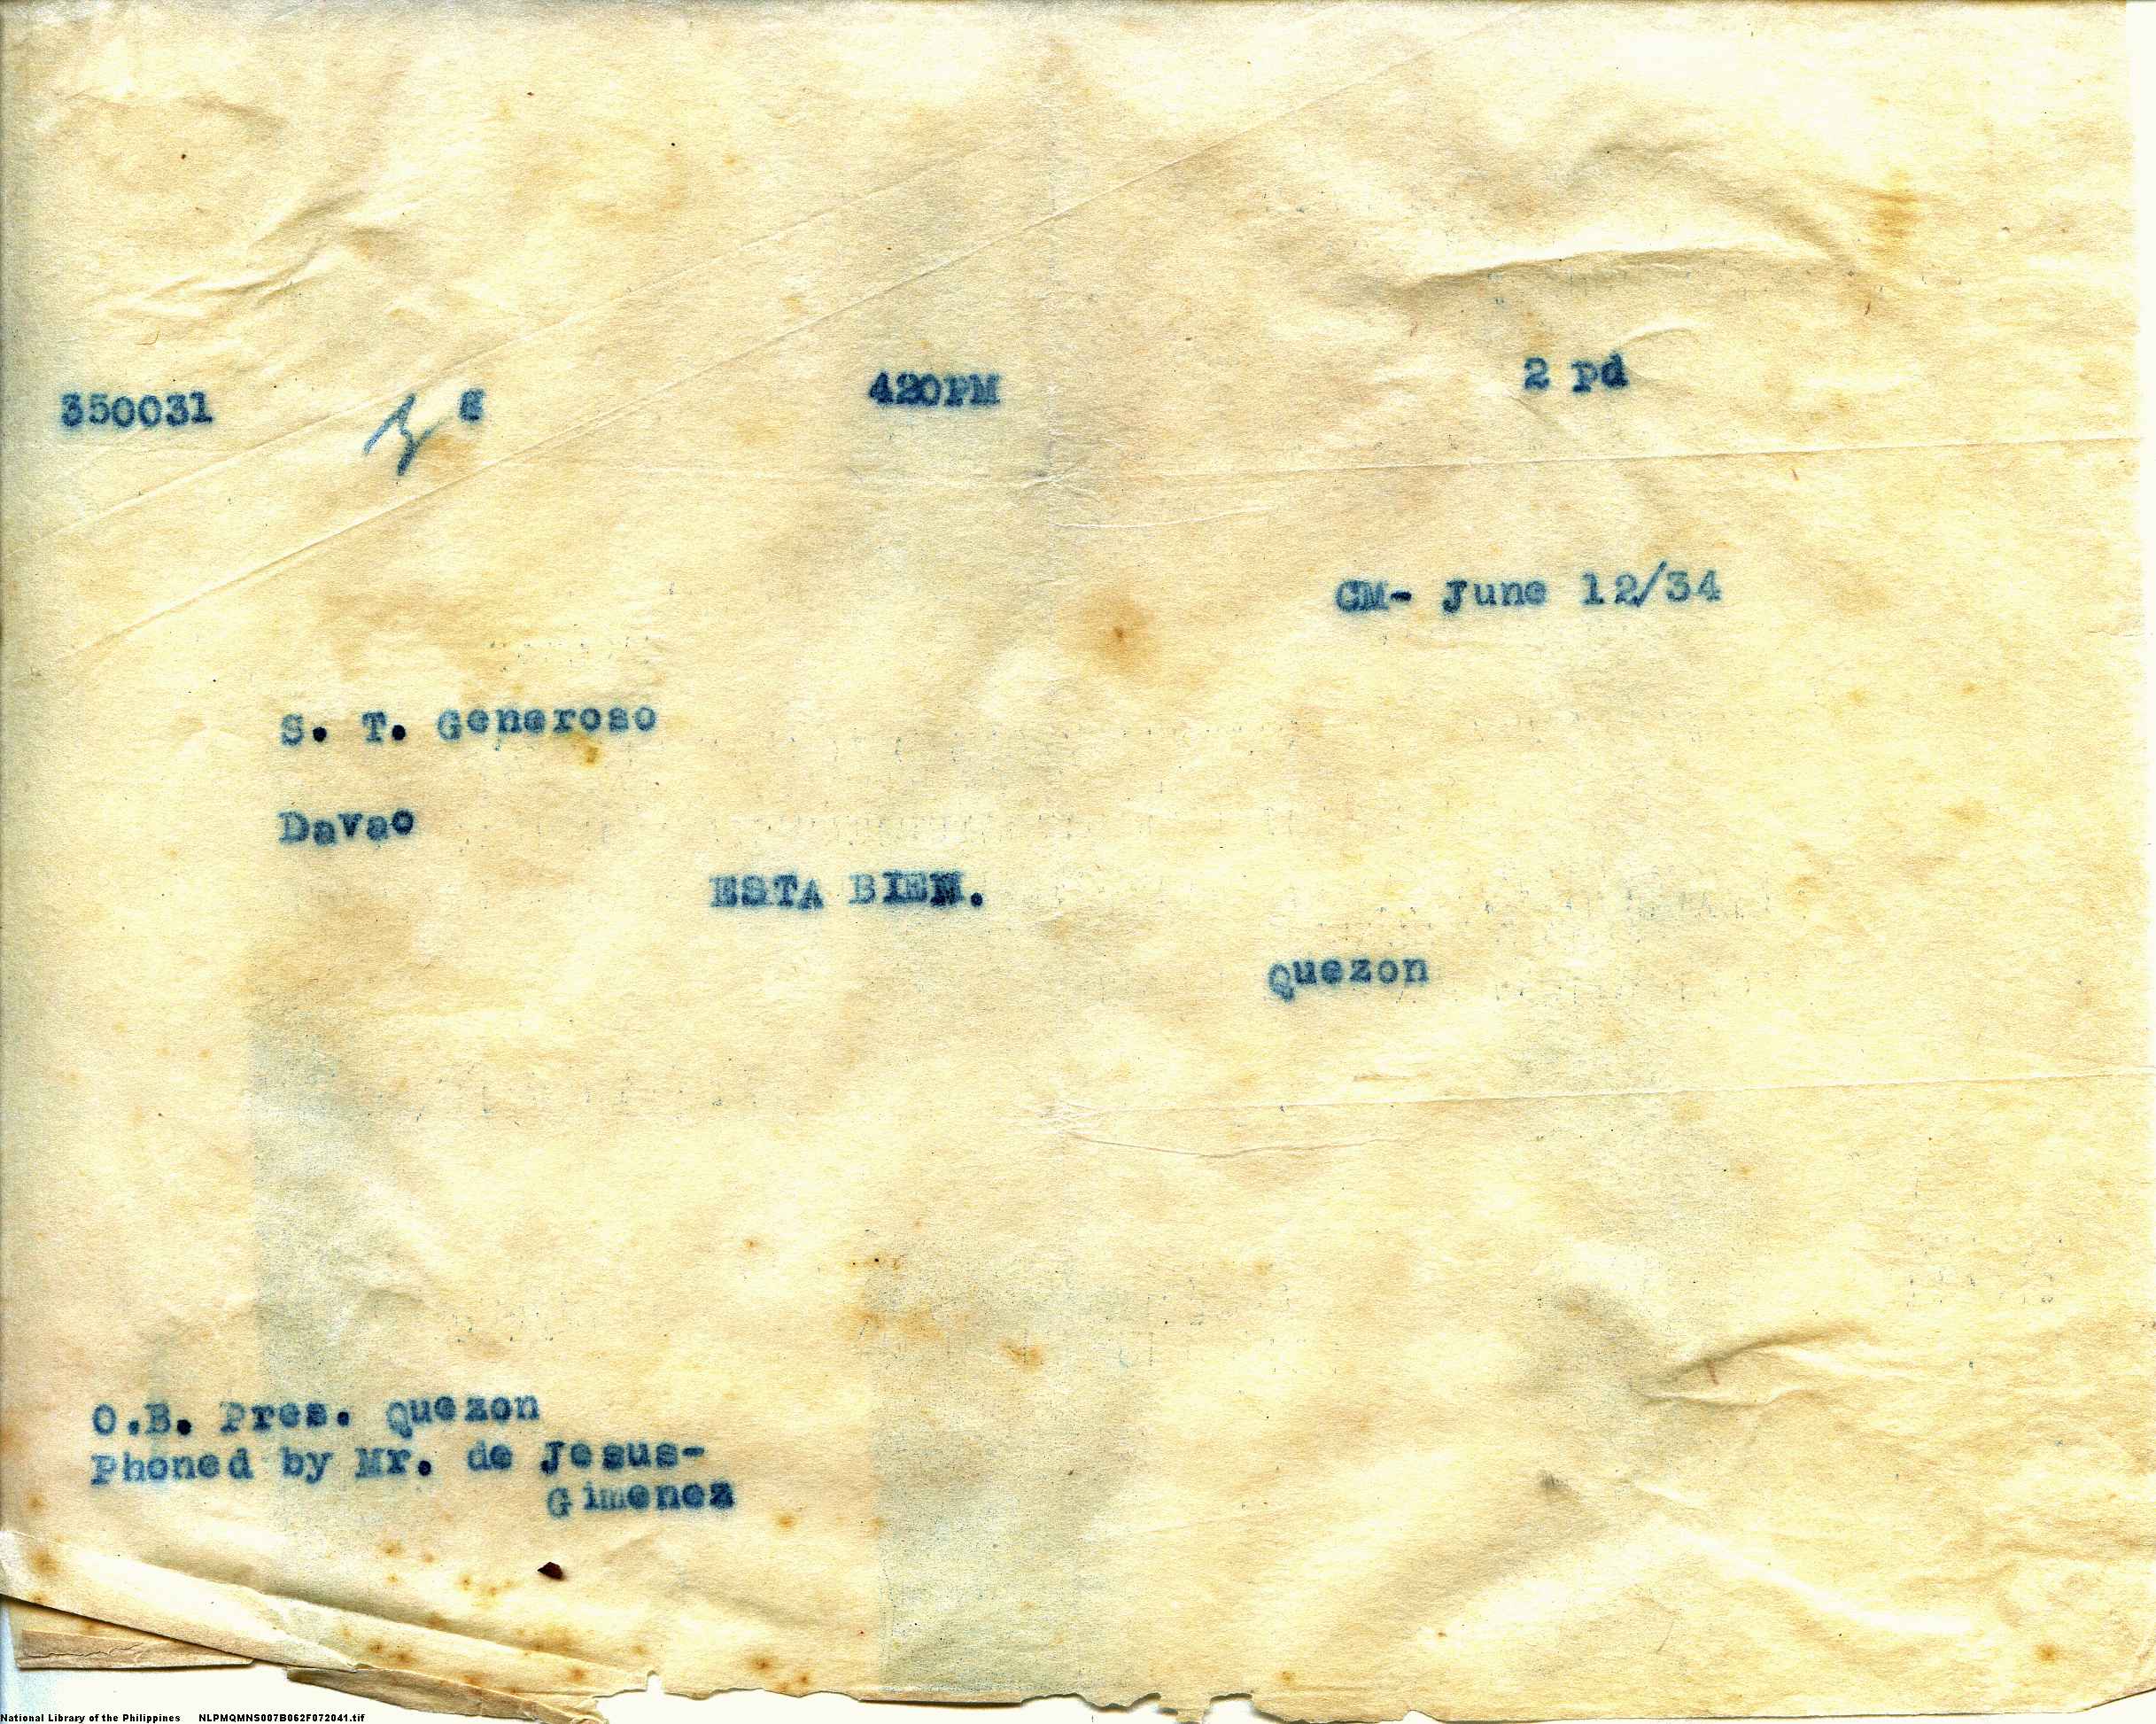 350031 s 420PM 2 pd
CM- June 12/34
S. T. Generoso
Davao
ESTA BIEN.
Quezon
O.B. Pres. Quezon
Phoned by Mr. de Jesus-
Gimenez
National Library of the Philippines NLPMQMNS007B062F072041.tif